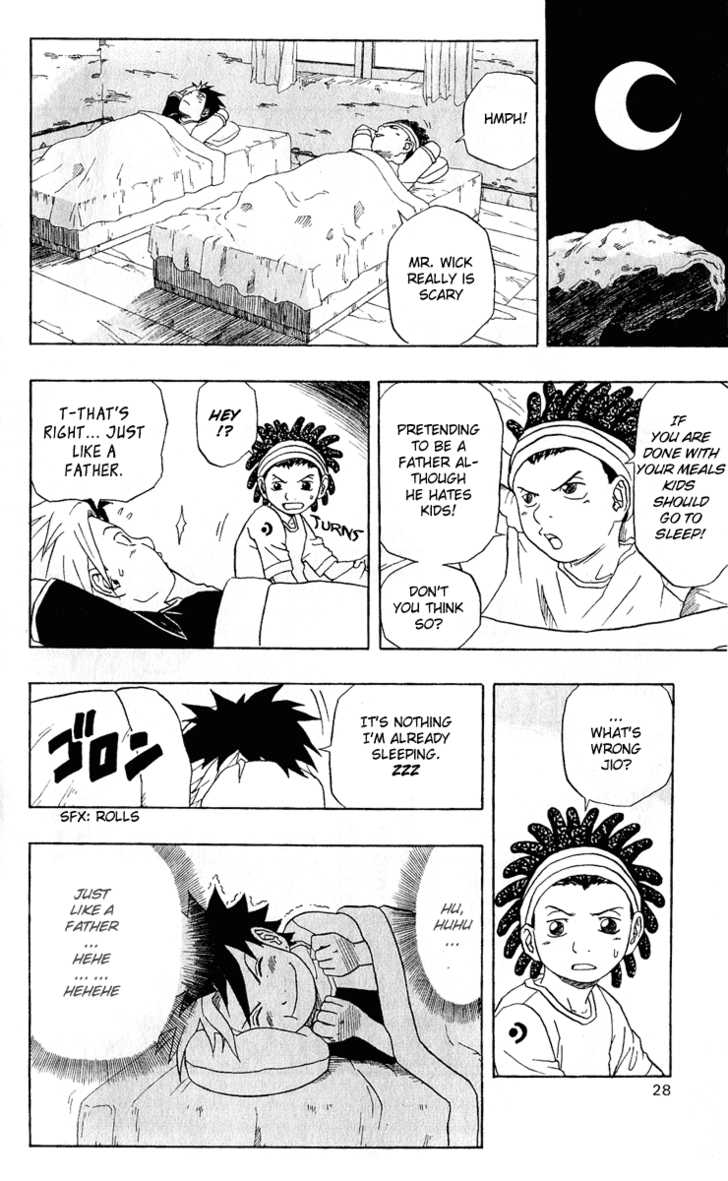 HMPH!
MR. WICK
REALLY IS
SCARY
IF
YOU ARE
DONE WITH
YOUR MEALS
KIDS
SHOULD
GO TO
SLEEP!
PRETENDING
TO BE A
FATHER AL-
THOUGH
HE HATES
KIDS!
DON'T
YOU THINK
SO?
HEY
!?
TURNS
T-THAT'S
RIGHT... JUST
LIKE A
FATHER.
...
WHAT'S
WRONG
JIO?
IT'S NOTHING
I'M ALREADY
SLEEPING.
ZZZ
ゴロン
SFX: ROLLS
HU,
HUHU
...
JUST
LIKE A
FATHER
...
HEHE
... ...
HEHEHE
28